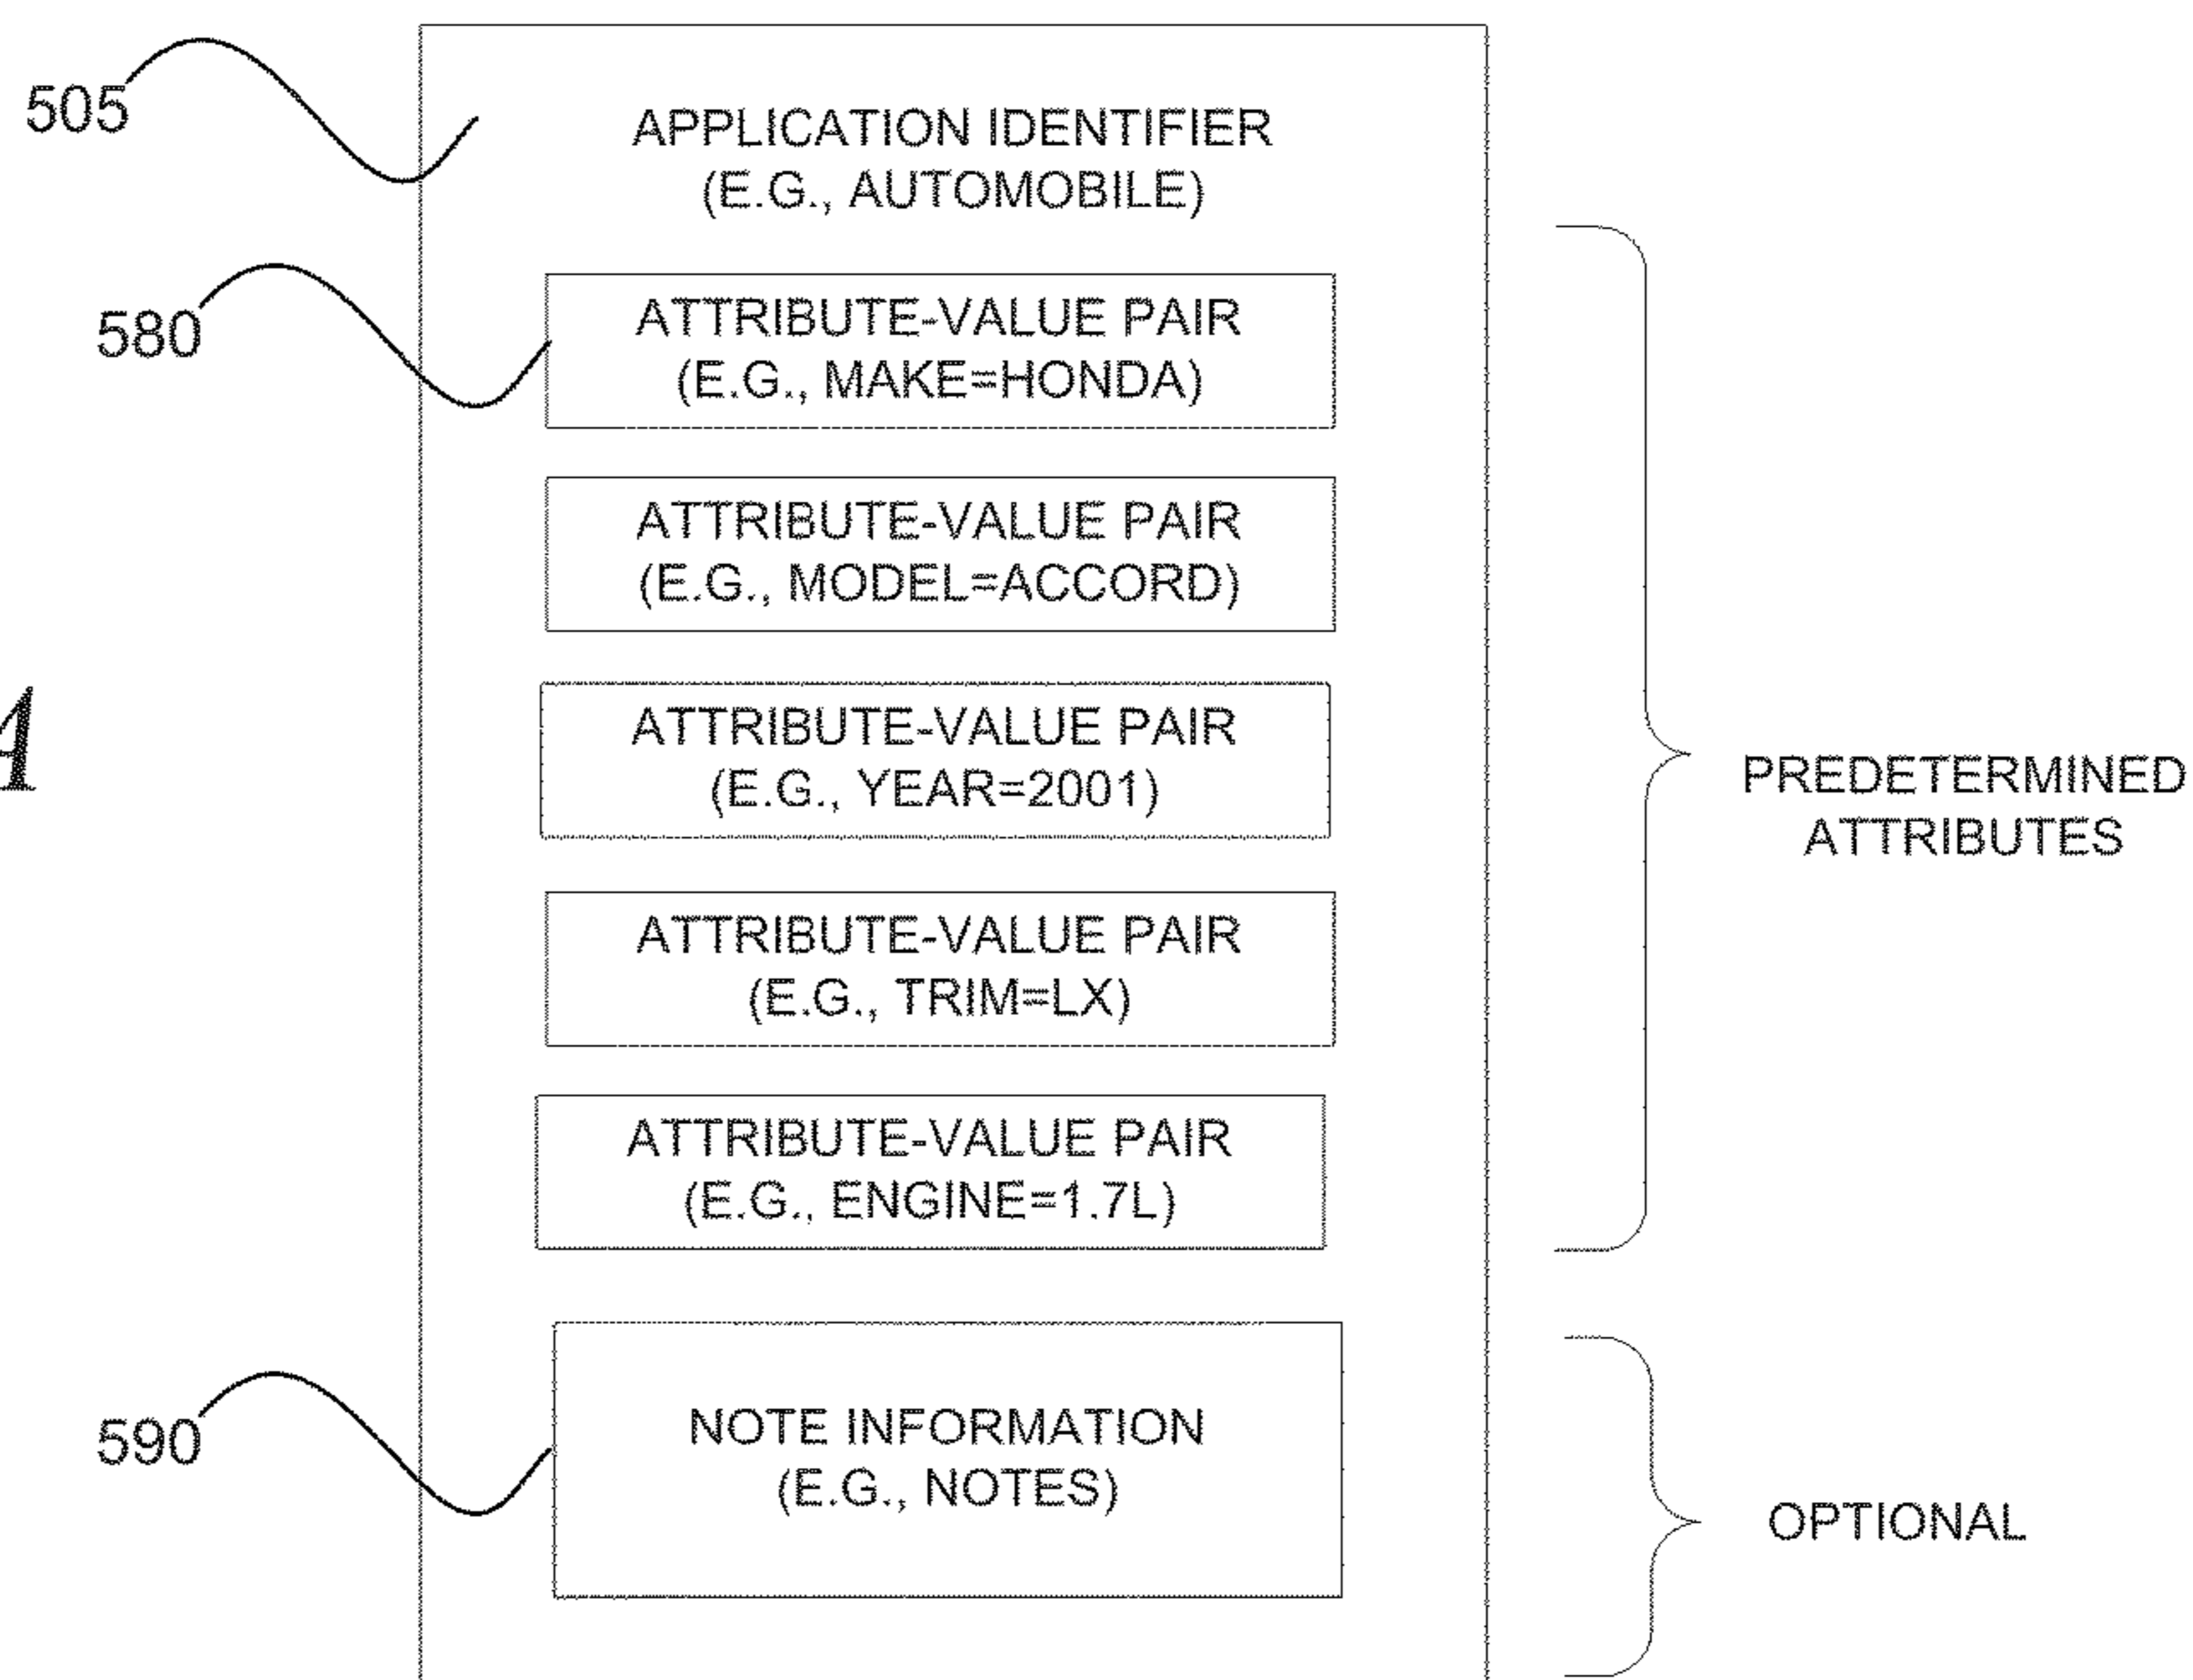 505
APPLICATION IDENTIFIER
(E.G., AUTOMOBILE)
580
ATTRIBUTE-VALUE PAIR
(E.G., MAKE=HONDA)
ATTRIBUTE-VALUE PAIR
(E.G., MODEL=ACCORD)
A
ATTRIBUTE-VALUE PAIR
(E.G., YEAR=2001)
PREDETERMINED
ATTRIBUTES
ATTRIBUTE-VALUE PAIR
(E.G., TRIM=LX)
ATTRIBUTE-VALUE PAIR
(E.G., ENGINE=1.7L)
590
NOTE INFORMATION
(E.G., NOTES)
OPTIONAL